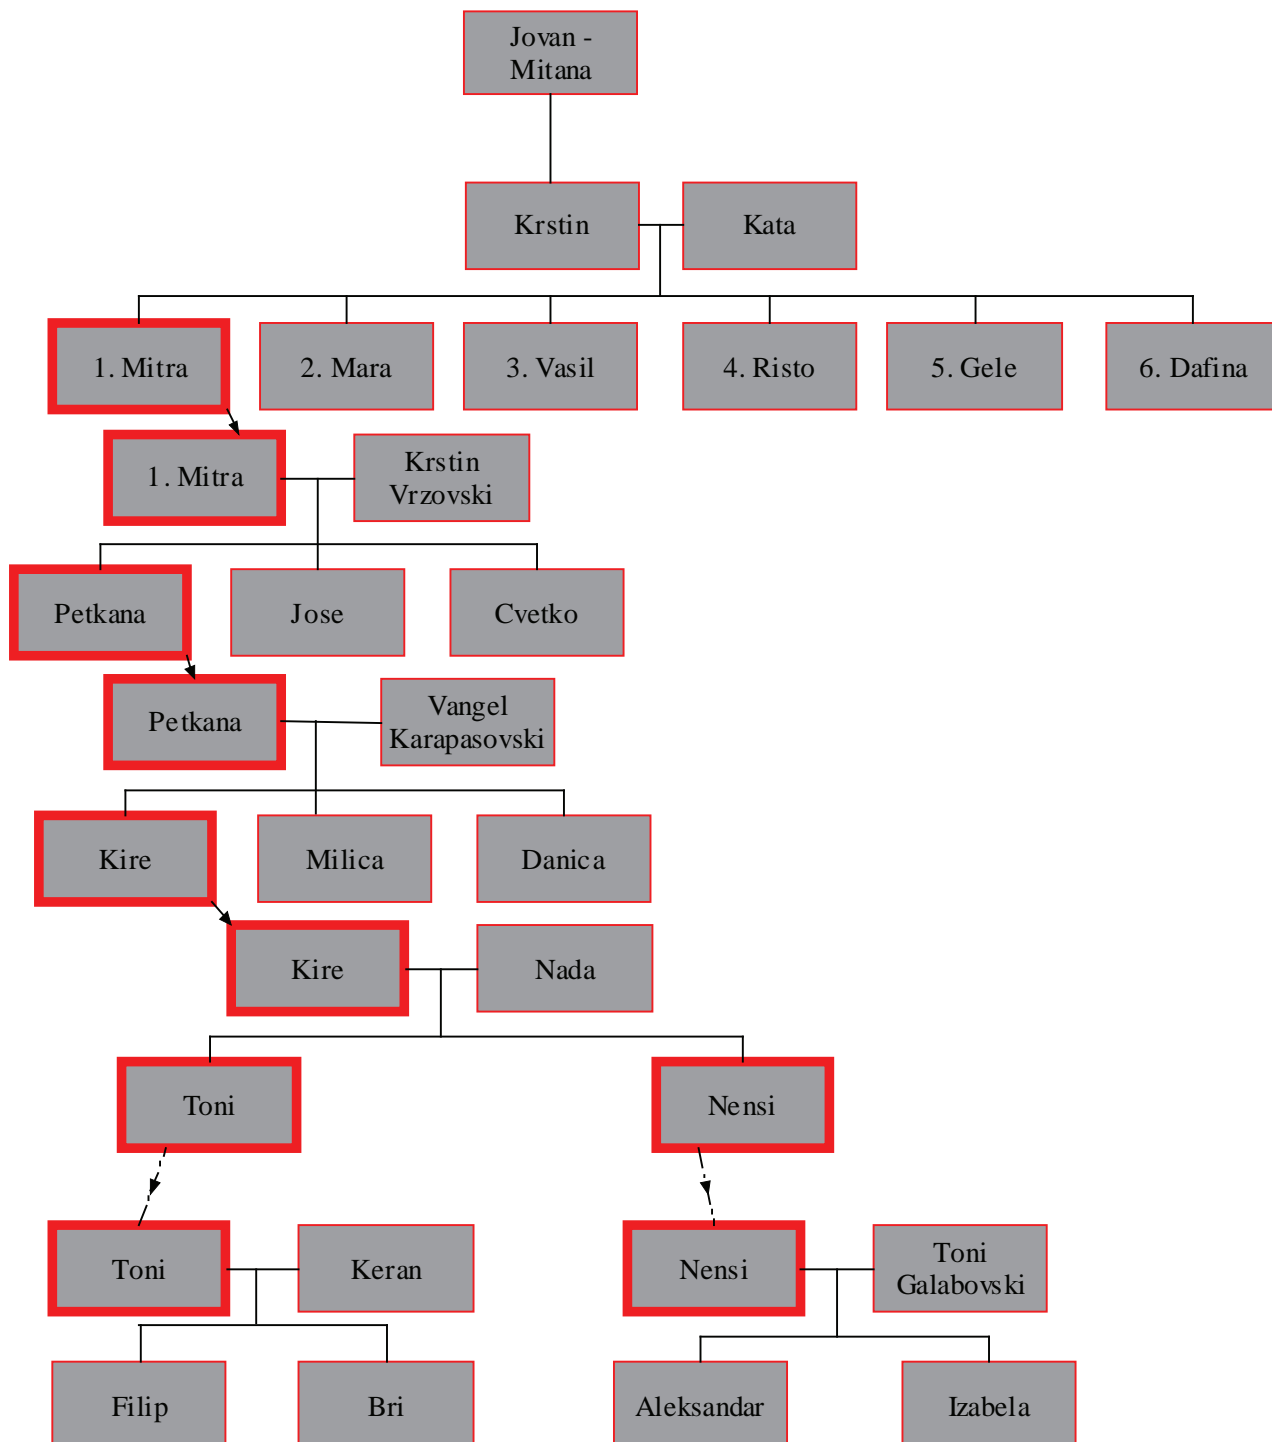 Jovan -
Mitana
Krstin
Kata
1. Mitra
2. Mara
3. Vasil
4. Risto
5. Gele
6. Dafina
1. Mitra
Krstin
Vrzovski
Petkana
Jose
Cvetko
Petkana
Vangel
Karapasovski
Kire
Milica
Danica
Kire
Nada
Toni
Nensi
Toni
Keran
Nensi
Toni
Galabovski
Filip
Bri
Aleksandar
Izabela